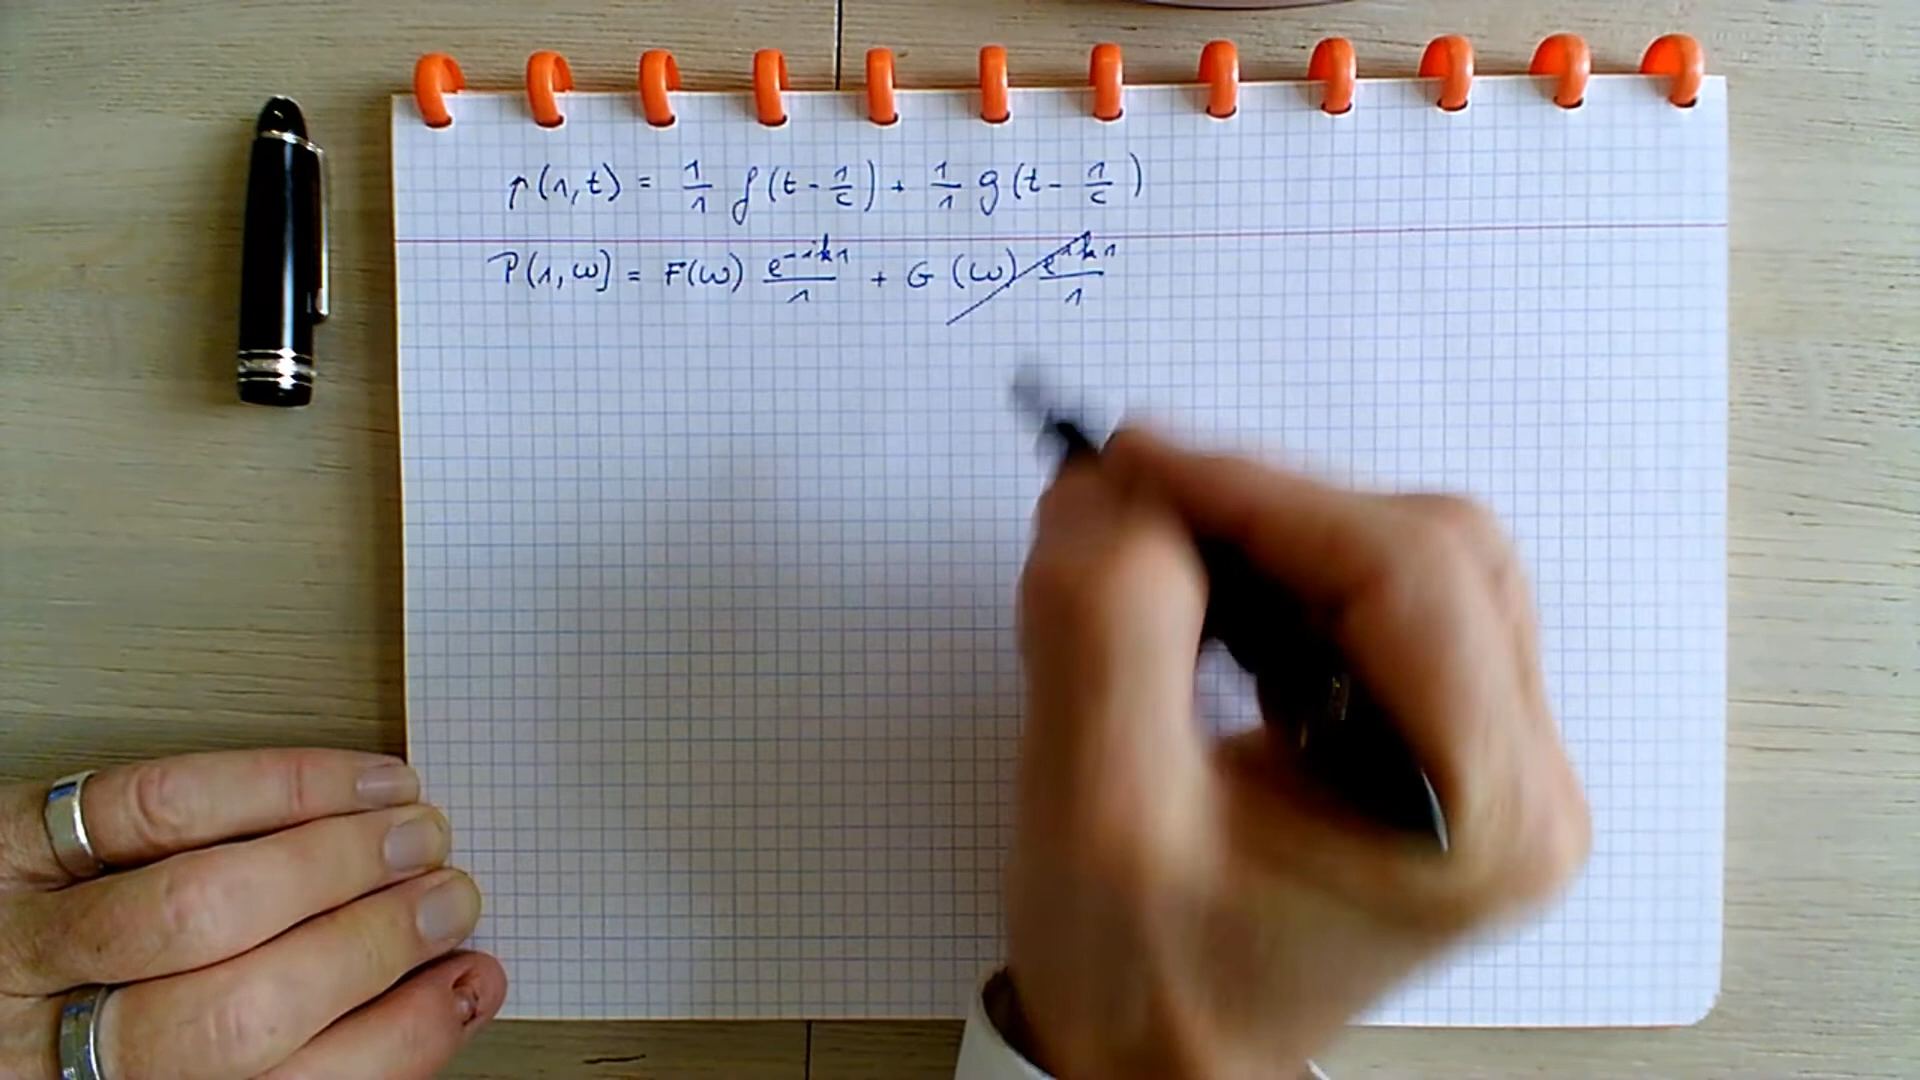 p(r,t) = 1/r f(t - r/c) + 1/r g(t - r/c)
P(r,ω) = F(ω) e^{-ikr}/r + G(ω) e^{ikr}/r